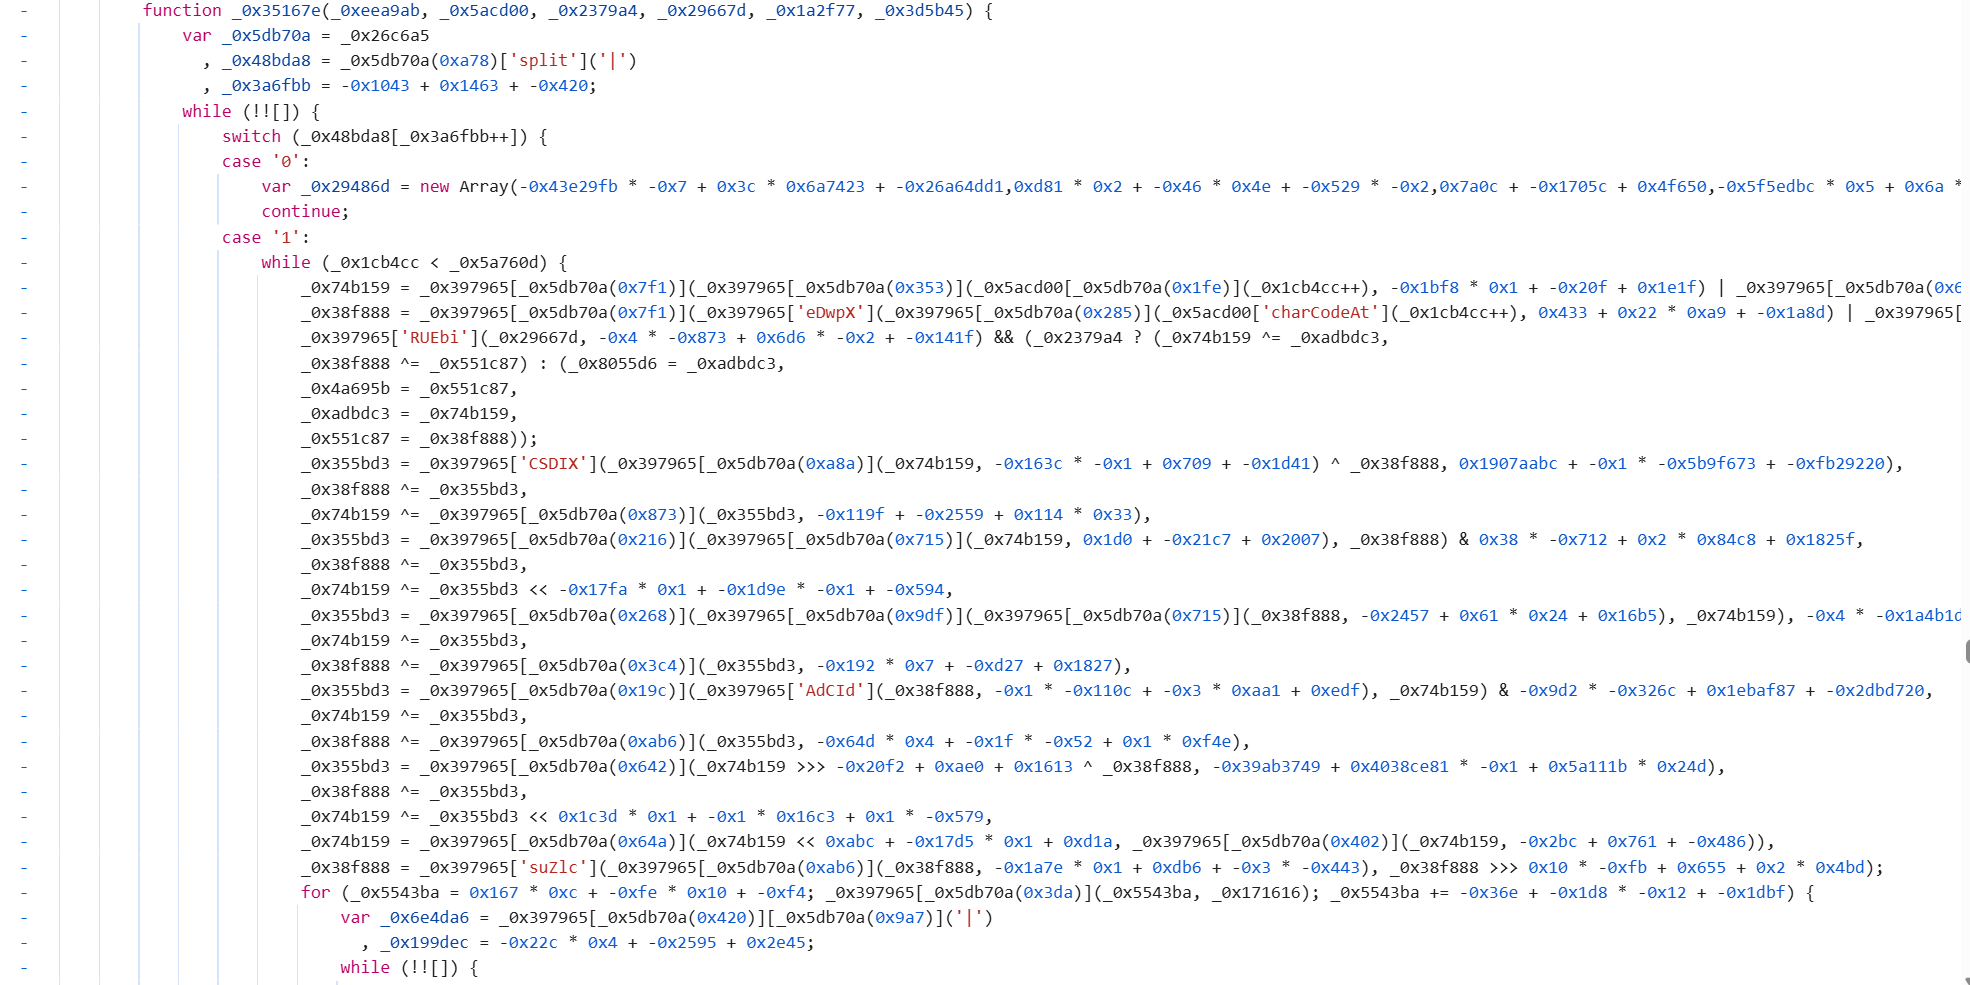 function _0x35167e(_0xeea9ab, _0x5acd00, _0x2379a4, _0x29667d, _0x1a2f77, _0x3d5b45) {
var _0x5db70a = _0x26c6a5
, _0x48bda8 = _0x5db70a(0xa78)['split']('|')
, _0x3a6fbb = -0x1043 + 0x1463 + -0x420;
while (!![]) {
switch (_0x48bda8[_0x3a6fbb++]) {
case '0':
var _0x29486d = new Array(-0x43e29fb * -0x7 + 0x3c * 0x6a7423 + -0x26a64dd1,0xd81 * 0x2 + -0x46 * 0x4e + -0x529 * -0x2,0x7a0c + -0x1705c + 0x4f650,-0x5f5edbc * 0x5 + 0x6a *
continue;
case '1':
while (_0x1cb4cc < _0x5a760d) {
_0x74b159 = _0x397965[_0x5db70a(0x7f1)](_0x397965[_0x5db70a(0x353)](_0x5acd00[_0x5db70a(0x1fe)](_0x1cb4cc++), -0x1bf8 * 0x1 + -0x20f + 0x1e1f) | _0x397965[_0x5db70a(0x6
_0x38f888 = _0x397965[_0x5db70a(0x7f1)](_0x397965['eDwpX'](_0x397965[_0x5db70a(0x285)](_0x5acd00['charCodeAt'](_0x1cb4cc++), 0x433 + 0x22 * 0xa9 + -0x1a8d) | _0x397965[
_0x397965['RUEbi'](_0x29667d, -0x4 * -0x873 + 0x6d6 * -0x2 + -0x141f) && (_0x2379a4 ? (_0x74b159 ^= _0xadbdc3,
_0x38f888 ^= _0x551c87) : (_0x8055d6 = _0xadbdc3,
_0x4a695b = _0x551c87,
_0xadbdc3 = _0x74b159,
_0x551c87 = _0x38f888));
_0x355bd3 = _0x397965['CSDIX'](_0x397965[_0x5db70a(0xa8a)](_0x74b159, -0x163c * -0x1 + 0x709 + -0x1d41) ^ _0x38f888, 0x1907aabc + -0x1 * -0x5b9f673 + -0xfb29220),
_0x38f888 ^= _0x355bd3,
_0x74b159 ^= _0x397965[_0x5db70a(0x873)](_0x355bd3, -0x119f + -0x2559 + 0x114 * 0x33),
_0x355bd3 = _0x397965[_0x5db70a(0x216)](_0x397965[_0x5db70a(0x715)](_0x74b159, 0x1d0 + -0x21c7 + 0x2007), _0x38f888) & 0x38 * -0x712 + 0x2 * 0x84c8 + 0x1825f,
_0x38f888 ^= _0x355bd3,
_0x74b159 ^= _0x355bd3 << -0x17fa * 0x1 + -0x1d9e * -0x1 + -0x594,
_0x355bd3 = _0x397965[_0x5db70a(0x268)](_0x397965[_0x5db70a(0x9df)](_0x397965[_0x5db70a(0x715)](_0x38f888, -0x2457 + 0x61 * 0x24 + 0x16b5), _0x74b159), -0x4 * -0x1a4b1d
_0x74b159 ^= _0x355bd3,
_0x38f888 ^= _0x397965[_0x5db70a(0x3c4)](_0x355bd3, -0x192 * 0x7 + -0xd27 + 0x1827),
_0x355bd3 = _0x397965[_0x5db70a(0x19c)](_0x397965['AdCId'](_0x38f888, -0x1 * -0x110c + -0x3 * 0xaa1 + 0xedf), _0x74b159) & -0x9d2 * -0x326c + 0x1ebaf87 + -0x2dbd720,
_0x74b159 ^= _0x355bd3,
_0x38f888 ^= _0x397965[_0x5db70a(0xab6)](_0x355bd3, -0x64d * 0x4 + -0x1f * -0x52 + 0x1 * 0xf4e),
_0x355bd3 = _0x397965[_0x5db70a(0x642)](_0x74b159 >>> -0x20f2 + 0xae0 + 0x1613 ^ _0x38f888, -0x39ab3749 + 0x4038ce81 * -0x1 + 0x5a111b * 0x24d),
_0x38f888 ^= _0x355bd3,
_0x74b159 ^= _0x355bd3 << 0x1c3d * 0x1 + -0x1 * 0x16c3 + 0x1 * -0x579,
_0x74b159 = _0x397965[_0x5db70a(0x64a)](_0x74b159 << 0xabc + -0x17d5 * 0x1 + 0xd1a, _0x397965[_0x5db70a(0x402)](_0x74b159, -0x2bc + 0x761 + -0x486)),
_0x38f888 = _0x397965['suZlc'](_0x397965[_0x5db70a(0xab6)](_0x38f888, -0x1a7e * 0x1 + 0xdb6 + -0x3 * -0x443), _0x38f888 >>> 0x10 * -0xfb + 0x655 + 0x2 * 0x4bd);
for (_0x5543ba = 0x167 * 0xc + -0xfe * 0x10 + -0xf4; _0x397965[_0x5db70a(0x3da)](_0x5543ba, _0x171616); _0x5543ba += -0x36e + -0x1d8 * -0x12 + -0x1dbf) {
var _0x6e4da6 = _0x397965[_0x5db70a(0x420)][_0x5db70a(0x9a7)]('|')
, _0x199dec = -0x22c * 0x4 + -0x2595 + 0x2e45;
while (!![]) {